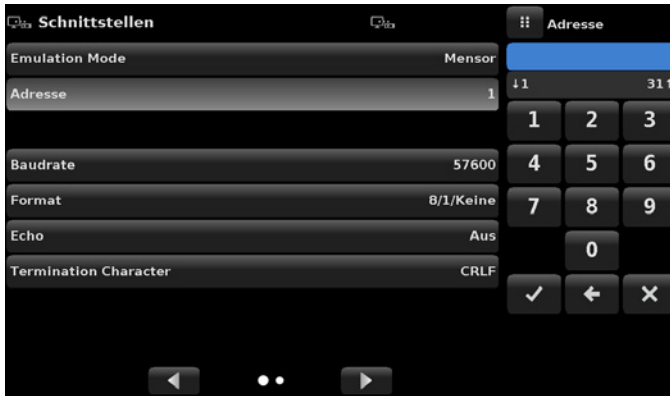 Schnittstellen
Emulation Mode Mensor
Adresse 1
Baudrate 57600
Format 8/1/Keine
Echo Aus
Termination Character CRLF
Adresse
↓1 31↑
1 2 3
4 5 6
7 8 9
0